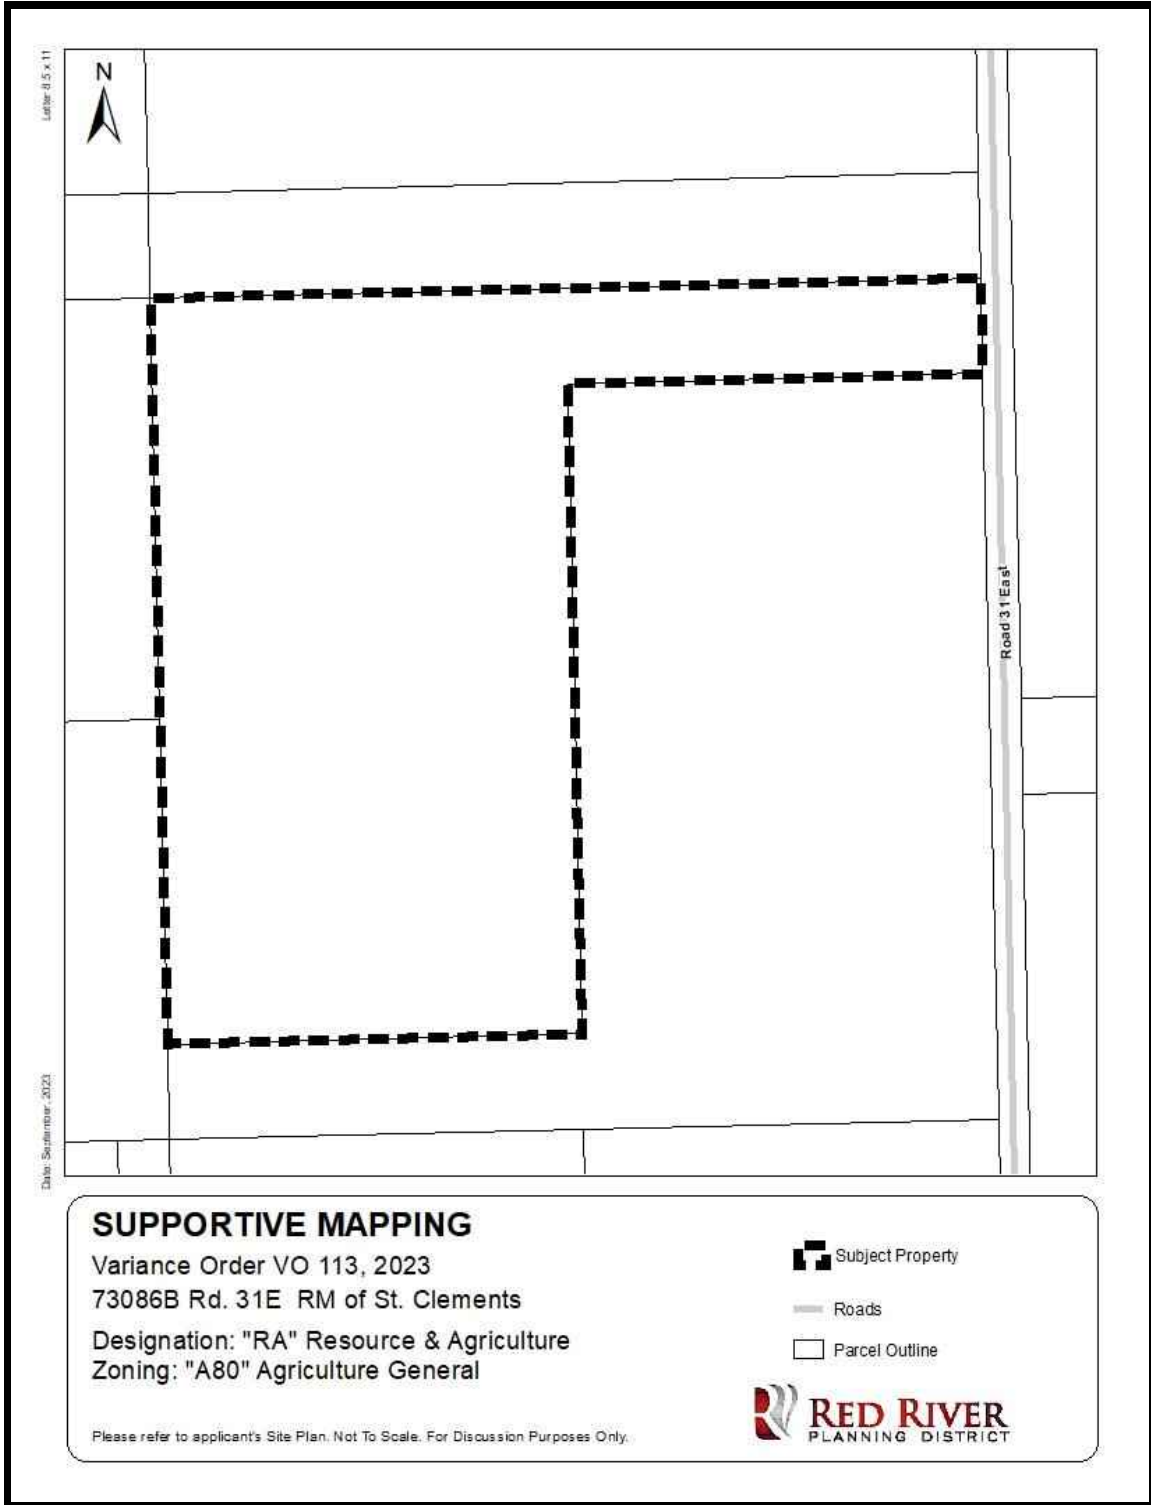 Letter 8.5 x 11
N
Road 31 East
Date: September, 2023
SUPPORTIVE MAPPING
Variance Order VO 113, 2023
73086B Rd. 31E RM of St. Clements
Designation: "RA" Resource & Agriculture
Zoning: "A80" Agriculture General
Please refer to applicant's Site Plan. Not To Scale. For Discussion Purposes Only.
Subject Property
Roads
Parcel Outline
RED RIVER
PLANNING DISTRICT